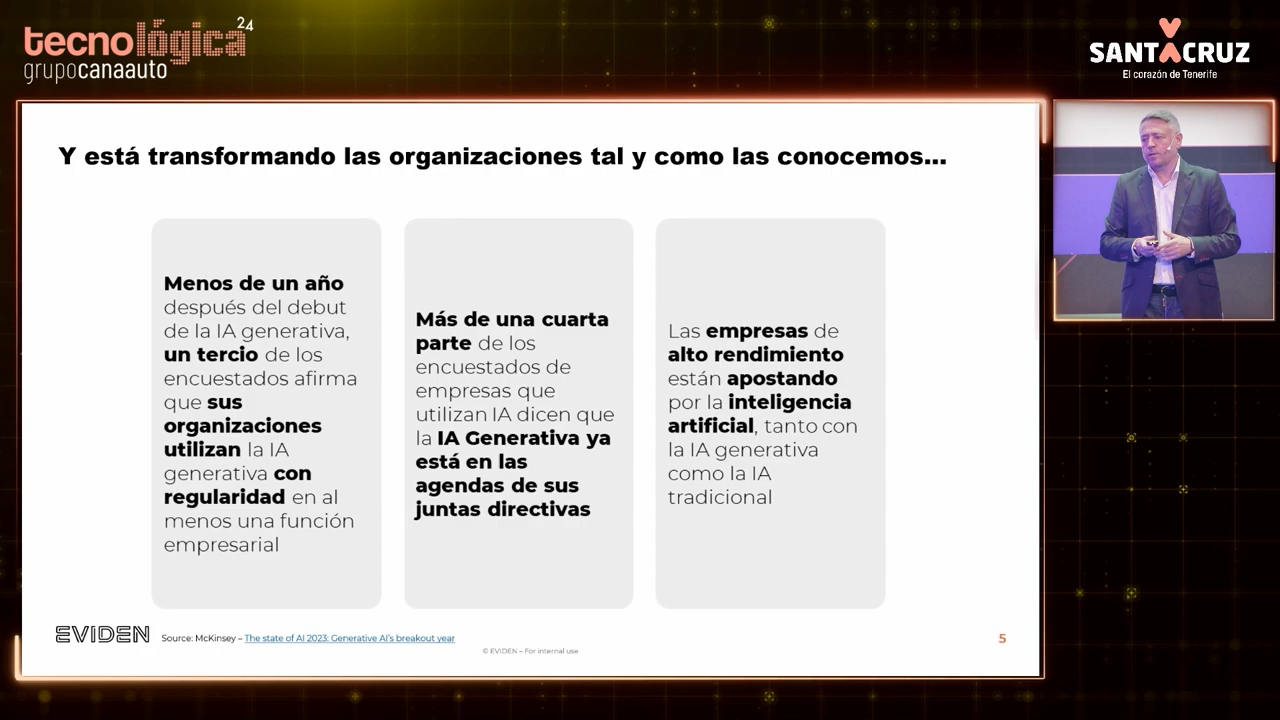 tecnológica24
grupocanaauto
SANTACRUZ
El corazón de Tenerife
Y está transformando las organizaciones tal y como las conocemos...
Menos de un año
después del debut
de la IA generativa,
un tercio de los
encuestados afirma
que sus
organizaciones
utilizan la IA
generativa con
regularidad en al
menos una función
empresarial
Más de una cuarta
parte de los
encuestados de
empresas que
utilizan IA dicen que
la IA Generativa ya
está en las
agendas de sus
juntas directivas
Las empresas de
alto rendimiento
están apostando
por la inteligencia
artificial, tanto con
la IA generativa
como la IA
tradicional
EVIDEN
Source: McKinsey – The state of AI 2023: Generative AI's breakout year
© EVIDEN – For internal use
5